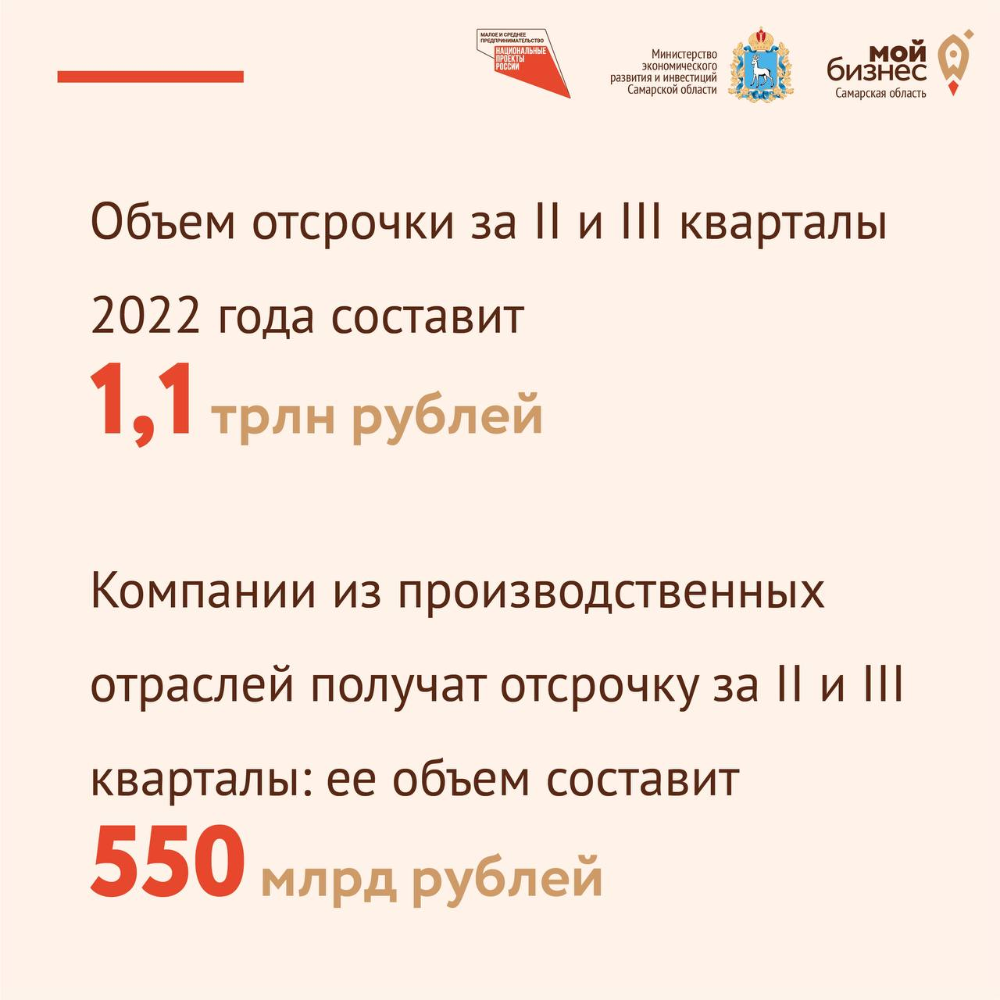 МАЛОЕ И СРЕДНЕЕ
ПРЕДПРИНИМАТЕЛЬСТВО
НАЦИОНАЛЬНЫЕ
ПРОЕКТЫ
РОССИИ
Министерство
экономического
развития и инвестиций
Самарской области
мой
бизнес
Самарская область
Объем отсрочки за II и III кварталы
2022 года составит
1,1 трлн рублей
Компании из производственных
отраслей получат отсрочку за II и III
кварталы: ее объем составит
550 млрд рублей